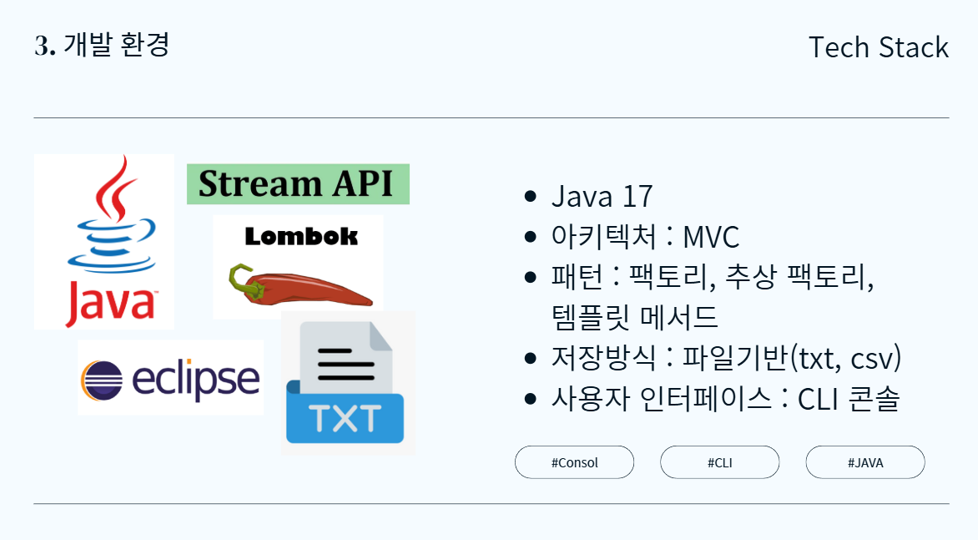 3. 개발 환경
Tech Stack
Java™
Stream API
Lombok
eclipse
TXT
• Java 17
• 아키텍처 : MVC
• 패턴 : 팩토리, 추상 팩토리,
템플릿 메서드
• 저장방식 : 파일기반(txt, csv)
• 사용자 인터페이스 : CLI 콘솔
#Consol
#CLI
#JAVA